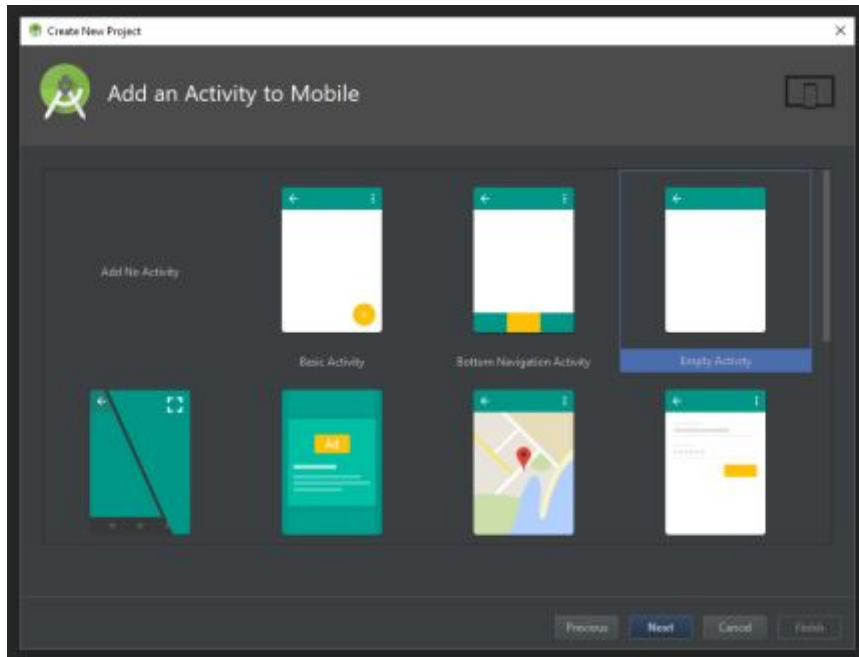 Create New Project
Add an Activity to Mobile
Add No Activity
Basic Activity
Bottom Navigation Activity
Empty Activity
Ad
Previous
Next
Cancel
Finish